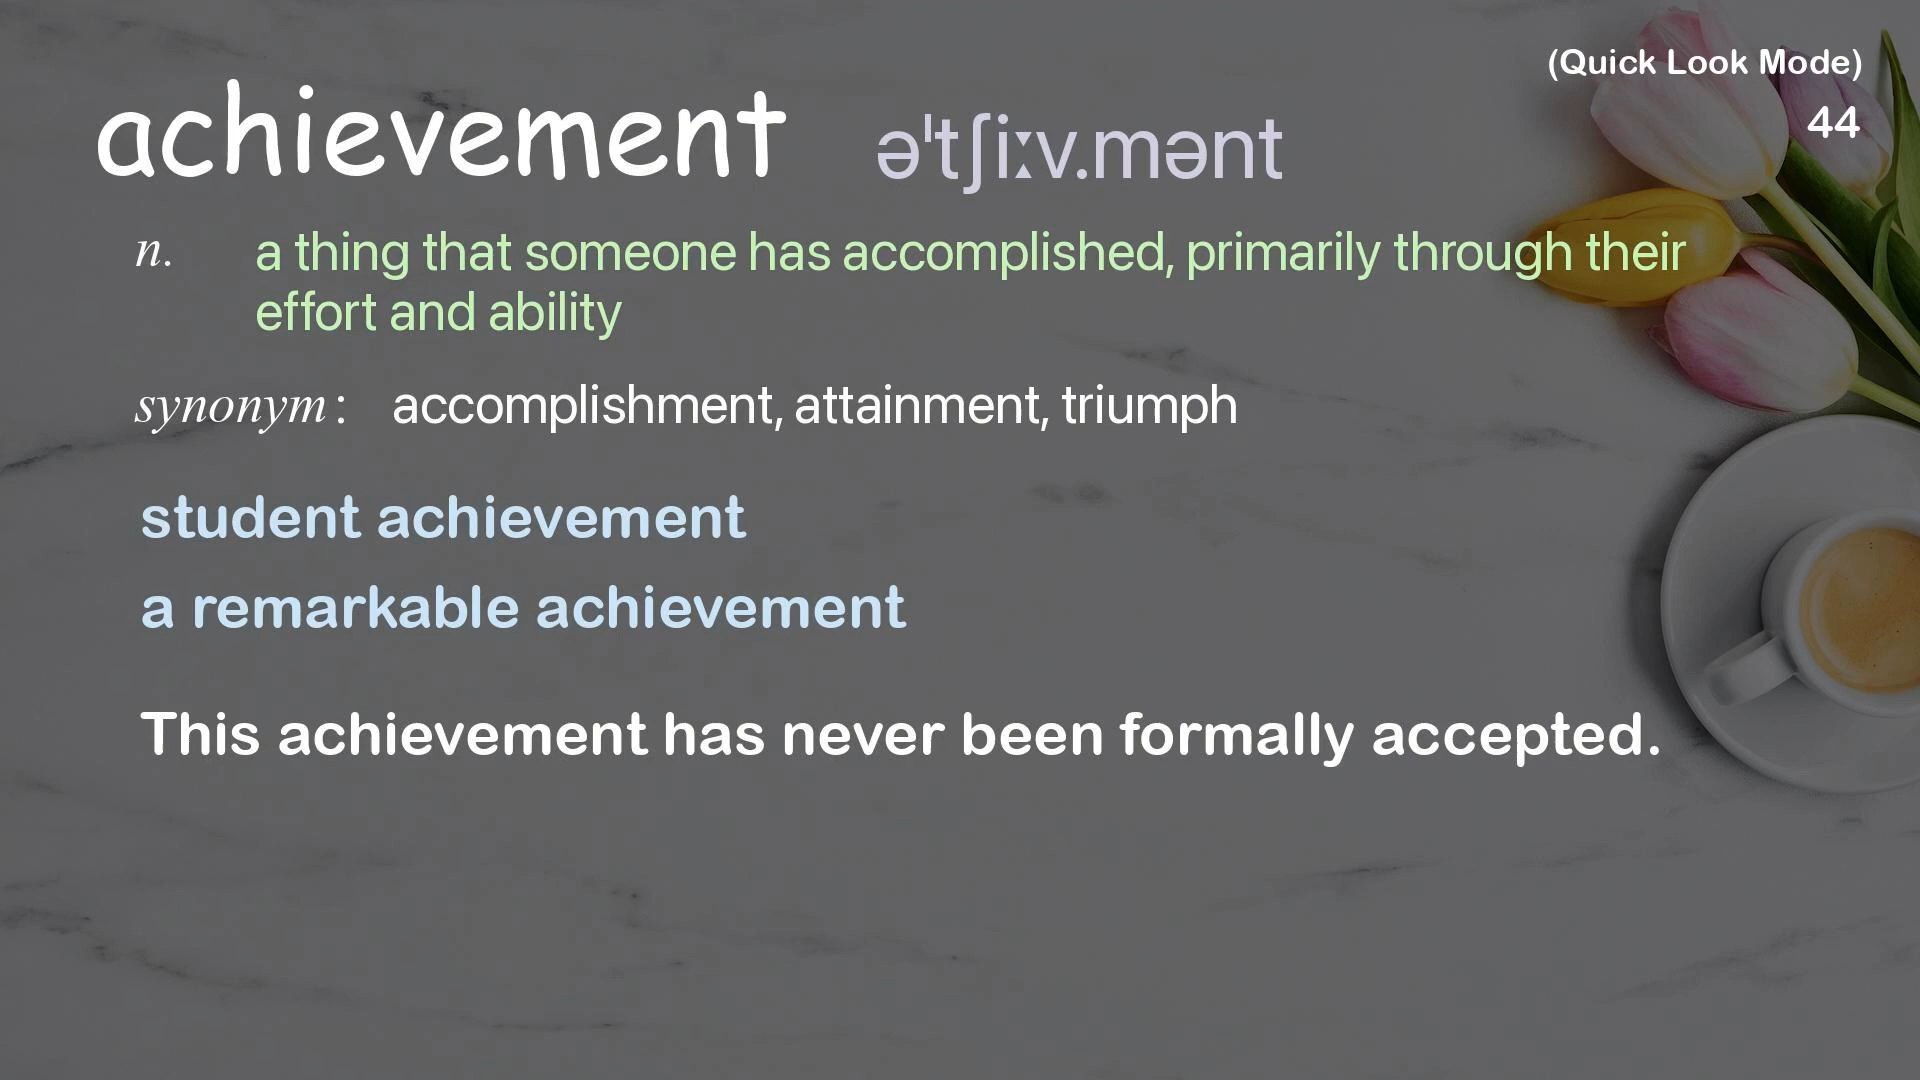 (Quick Look Mode)
44
achievement əˈtʃiːv.mənt
n. a thing that someone has accomplished, primarily through their
effort and ability
synonym: accomplishment, attainment, triumph
student achievement
a remarkable achievement
This achievement has never been formally accepted.